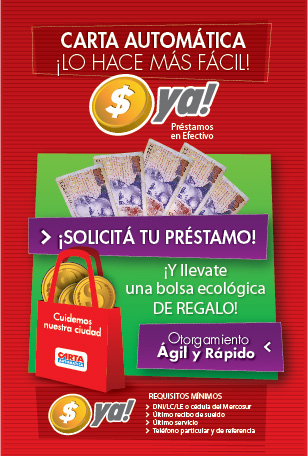 CARTA AUTOMÁTICA
¡LO HACE MÁS FÁCIL!
$ ya!
Préstamos
en Efectivo
> ¡SOLICITÁ TU PRÉSTAMO!
¡Y llevate
una bolsa ecológica
DE REGALO!
Cuidemos
nuestra ciudad
CARTA
AUTOMÁTICA
Otorgamiento
Ágil y Rápido <
$ ya!
REQUISITOS MÍNIMOS
> DNI/LC/LE o cédula del Mercosur
> Último recibo de sueldo
> Último servicio
> Teléfono particular y de referencia